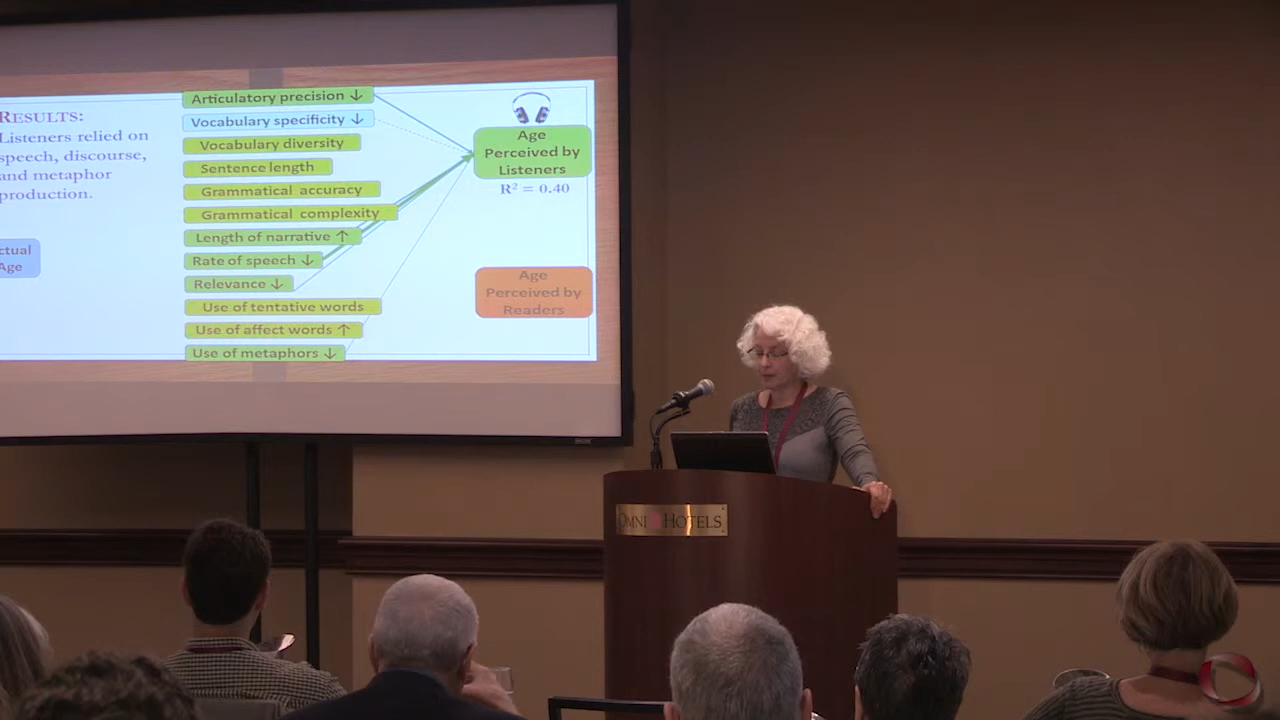 RESULTS:
Listeners relied on
speech, discourse,
and metaphor
production.
ctual
Age
Articulatory precision ↓
Vocabulary specificity ↓
Vocabulary diversity
Sentence length
Grammatical accuracy
Grammatical complexity
Length of narrative ↑
Rate of speech ↓
Relevance ↓
Use of tentative words
Use of affect words ↑
Use of metaphors ↓
Age
Perceived by
Listeners
R² = 0.40
Age
Perceived by
Readers
OMNI HOTELS